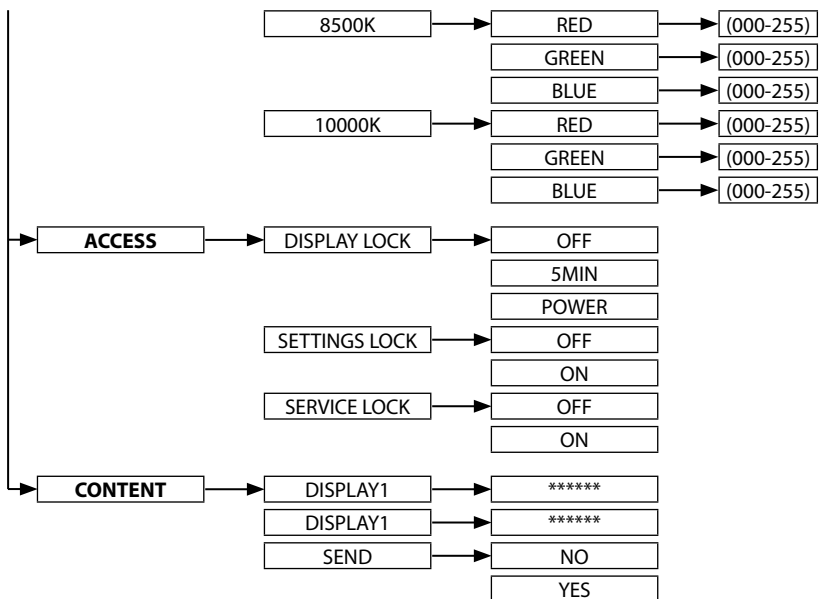 8500K RED (000-255)
GREEN (000-255)
BLUE (000-255)
10000K RED (000-255)
GREEN (000-255)
BLUE (000-255)
ACCESS DISPLAY LOCK OFF
5MIN
POWER
SETTINGS LOCK OFF
ON
SERVICE LOCK OFF
ON
CONTENT DISPLAY1 ******
DISPLAY1 ******
SEND NO
YES